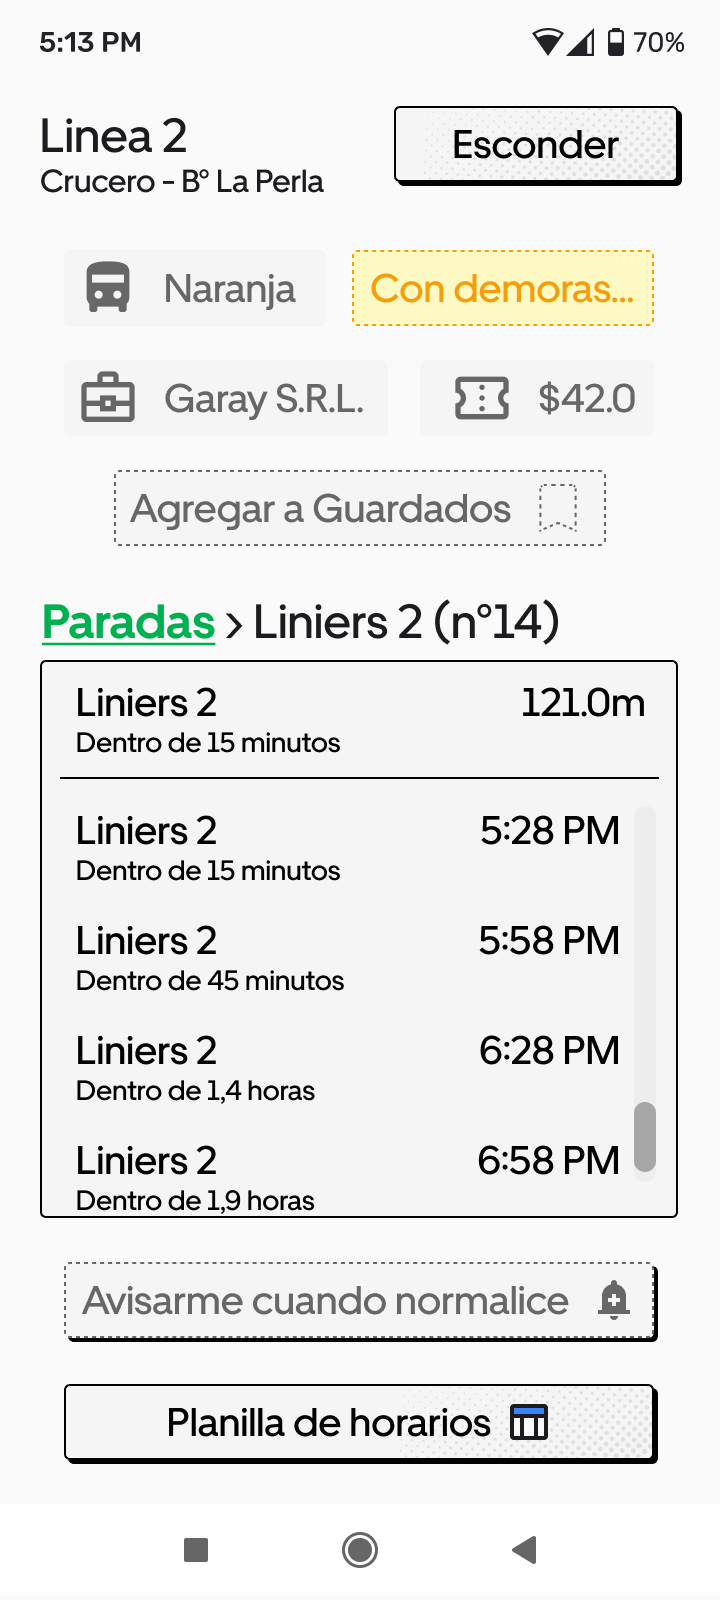 5:13 PM
70%
Linea 2
Crucero - B° La Perla
Esconder
Naranja
Con demoras...
Garay S.R.L.
$42.0
Agregar a Guardados
Paradas › Liniers 2 (n°14)
Liniers 2
121.0m
Dentro de 15 minutos
Liniers 2
5:28 PM
Dentro de 15 minutos
Liniers 2
5:58 PM
Dentro de 45 minutos
Liniers 2
6:28 PM
Dentro de 1,4 horas
Liniers 2
6:58 PM
Dentro de 1,9 horas
Avisarme cuando normalice
Planilla de horarios